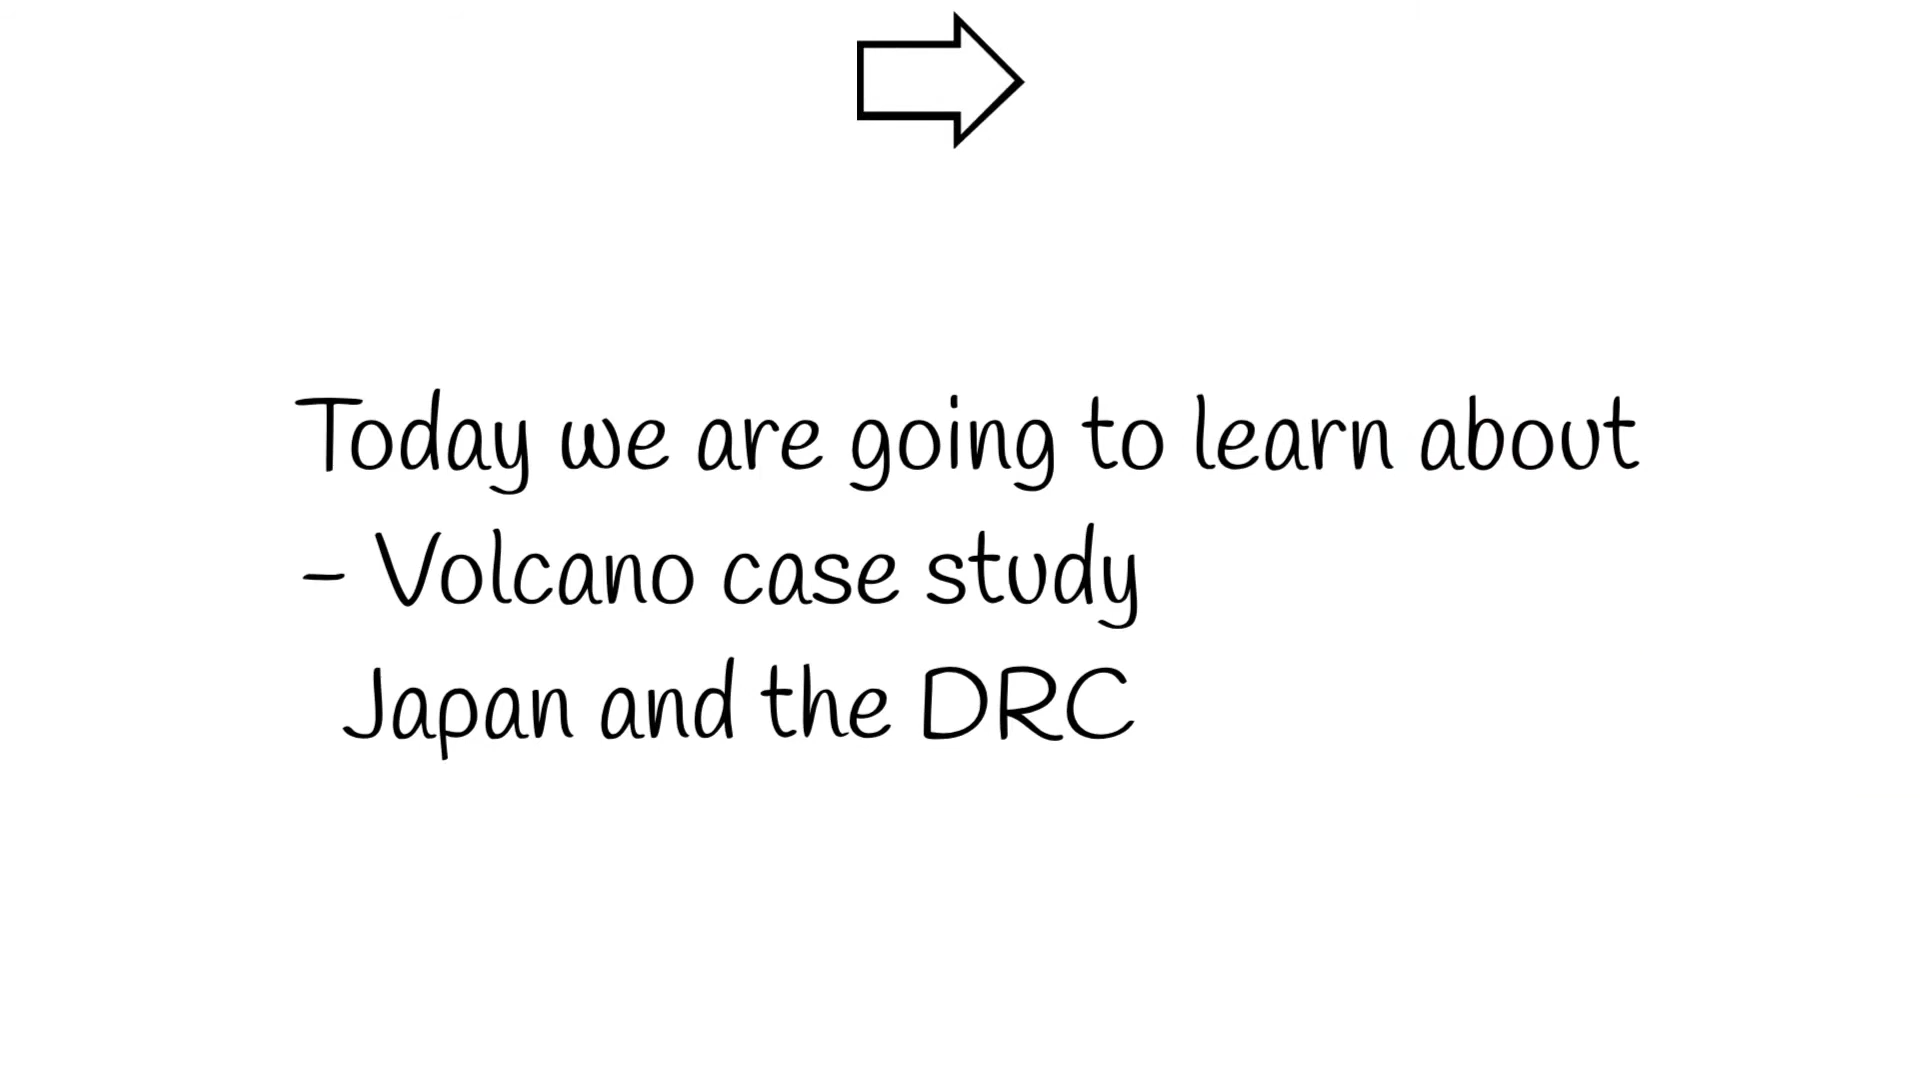 Today we are going to learn about
- Volcano case study
Japan and the DRC